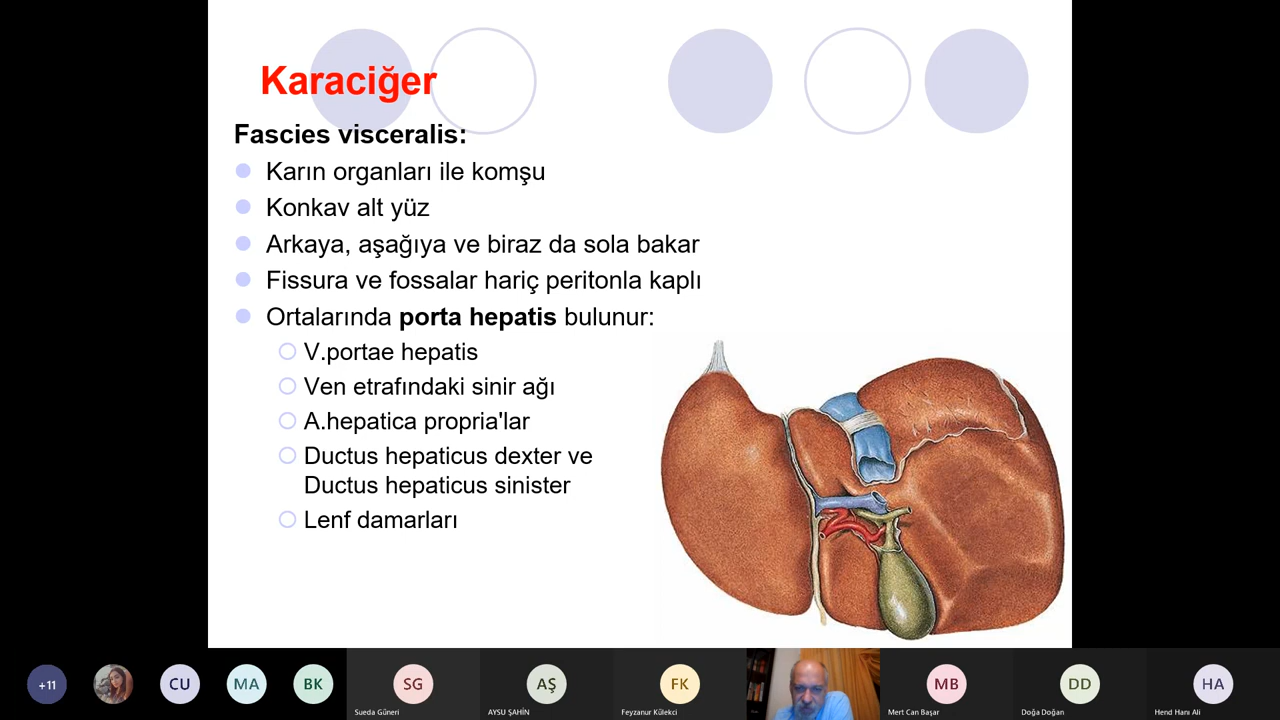 Karaciğer
Fascies visceralis:
Karın organları ile komşu
Konkav alt yüz
Arkaya, aşağıya ve biraz da sola bakar
Fissura ve fossalar hariç peritonla kaplı
Ortalarında porta hepatis bulunur:
V.portae hepatis
Ven etrafındaki sinir ağı
A.hepatica propria'lar
Ductus hepaticus dexter ve
Ductus hepaticus sinister
Lenf damarları
+11
CU
MA
BK
SG
AŞ
FK
MB
DD
HA
Sueda Güneri
AYSU ŞAHİN
Feyzanur Külekci
Mert Can Başar
Doğa Doğan
Hend Hanı Ali